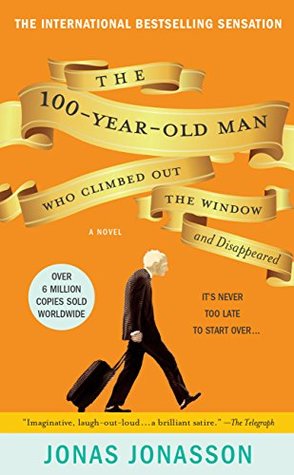 THE INTERNATIONAL BESTSELLING SENSATION
THE
100-YEAR-OLD MAN
WHO CLIMBED OUT
THE WINDOW
and Disappeared
A NOVEL
OVER
6 MILLION
COPIES SOLD
WORLDWIDE
IT'S NEVER
TOO LATE
TO START OVER...
"Imaginative, laugh-out-loud...a brilliant satire." —The Telegraph
JONAS JONASSON